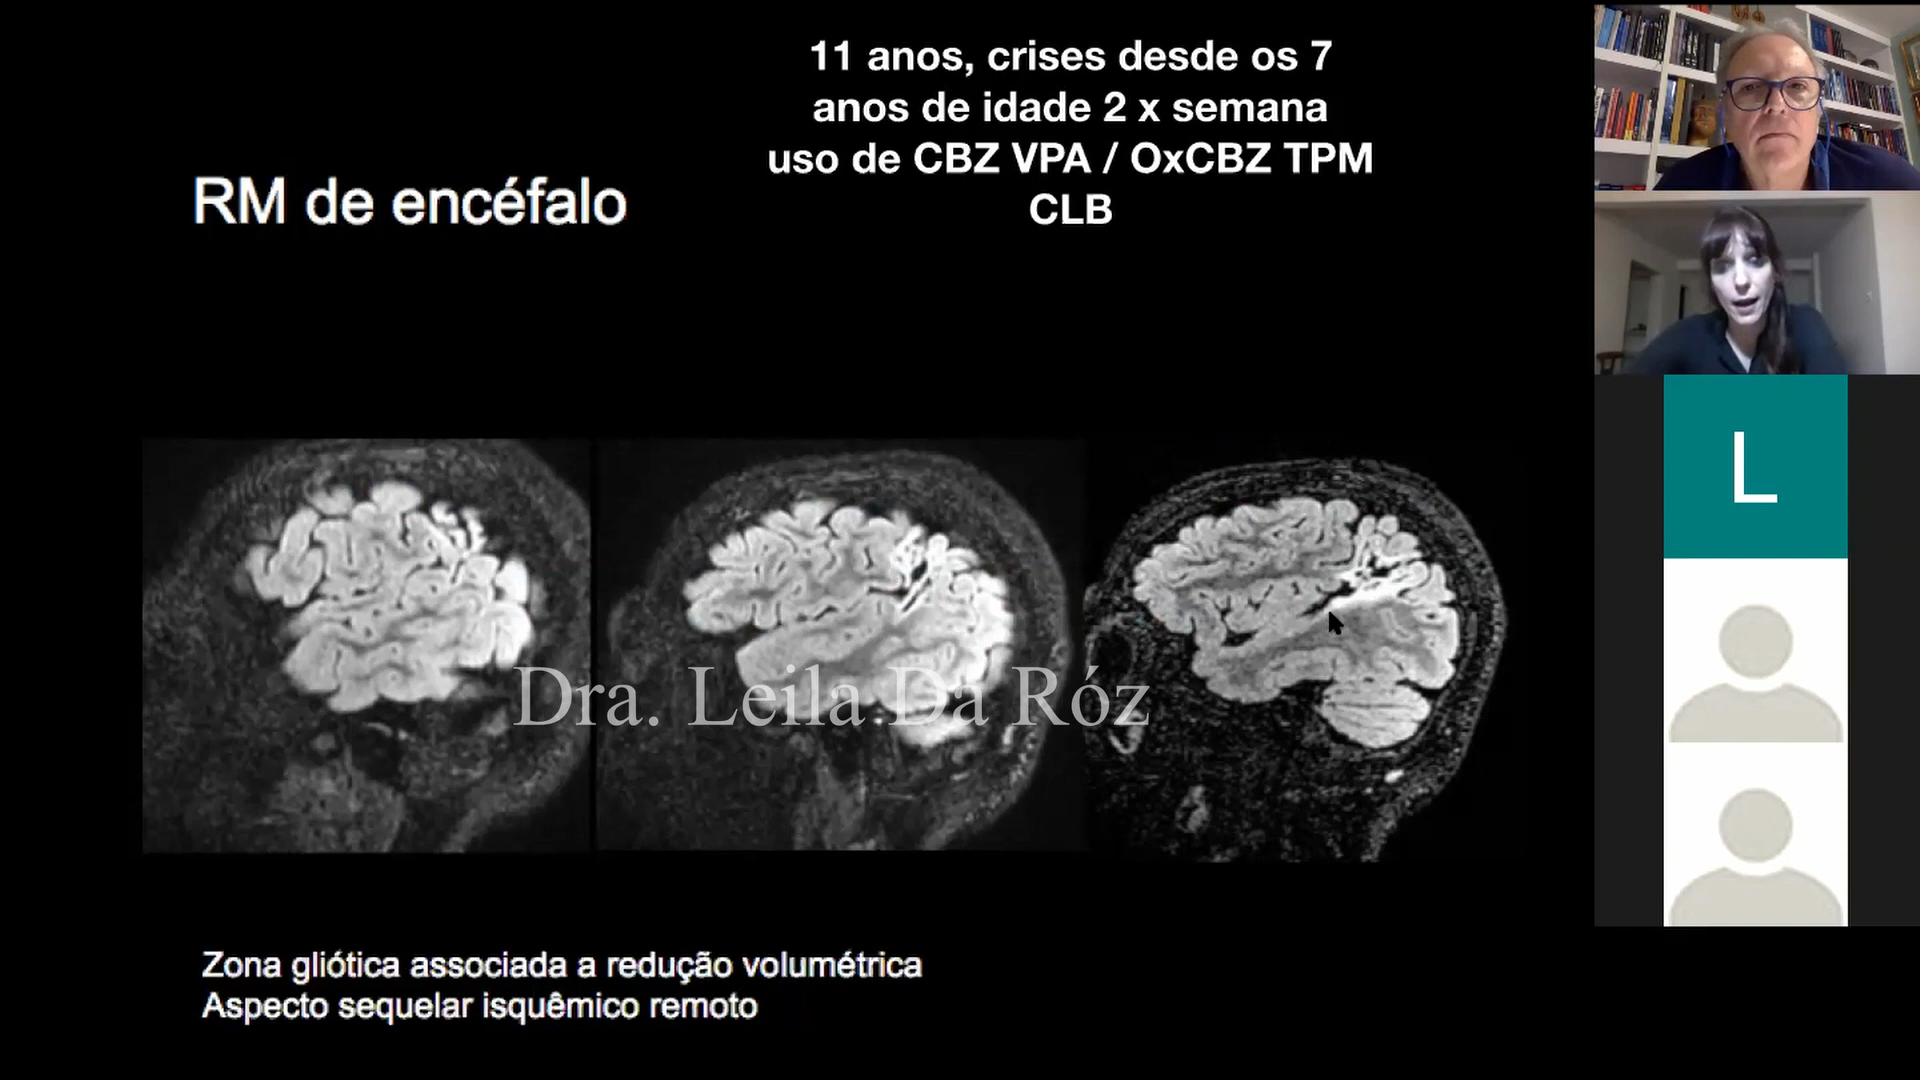 11 anos, crises desde os 7
anos de idade 2 x semana
uso de CBZ VPA / OxCBZ TPM
CLB
RM de encéfalo
L
Dra. Leila Da Róz
Zona gliótica associada a redução volumétrica
Aspecto sequelar isquêmico remoto